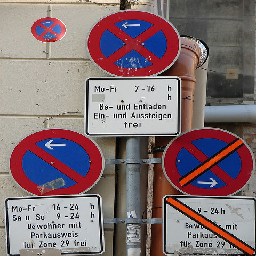 Mo-Fr 7-16 h
h
Be- und Entladen
Ein- und Aussteigen
frei
Mo-Fr 16-24 h
Sa u So 9-24 h
Bewohner mit
Parkausweis
für Zone 29 frei
9-24 h
Bewohner mit
Parkausweis
für Zone 29 frei